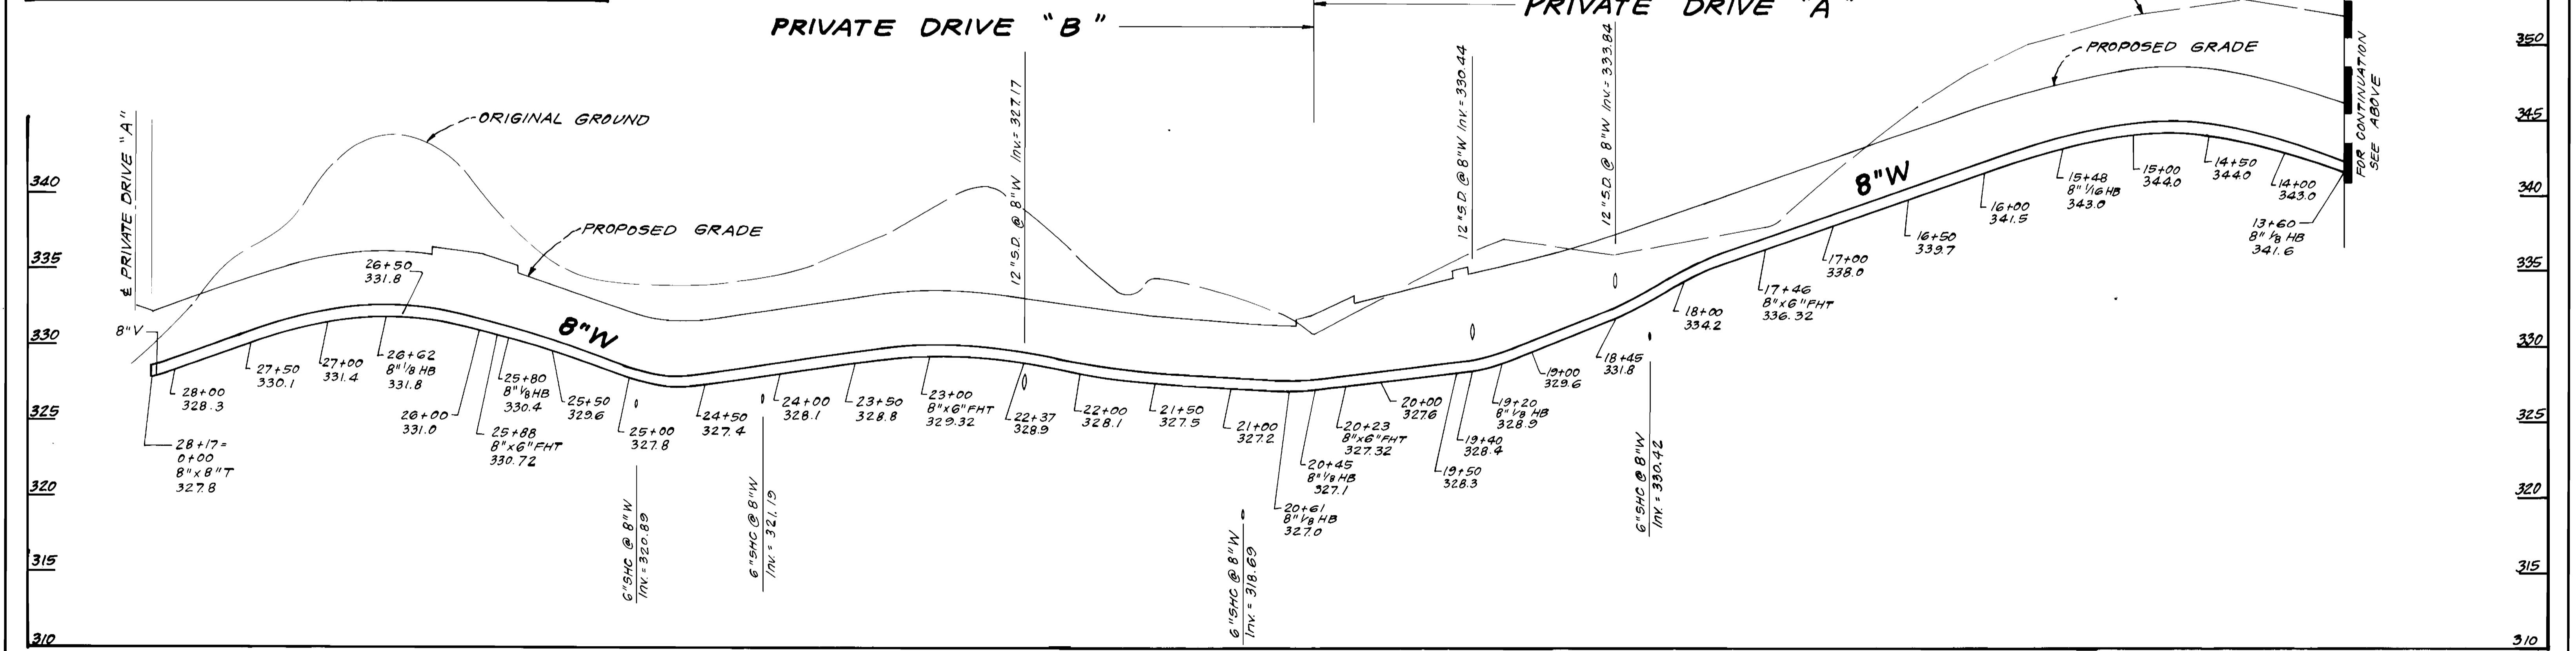 PRIVATE DRIVE "B"
PRIVATE DRIVE "A"
℄ PRIVATE DRIVE "A"
ORIGINAL GROUND
PROPOSED GRADE
12"S.D. @ 8"W Inv.= 327.17
12"S.D. @ 8"W Inv.= 330.44
12"S.D. @ 8"W Inv.= 333.84
PROPOSED GRADE
FOR CONTINUATION
SEE ABOVE
340
335
330
325
320
315
310
350
345
340
335
330
325
320
315
310
8"V
8"W
8"W
28+17=
0+00
8"x8"T
327.8
28+00
328.3
27+50
330.1
27+00
331.4
26+62
8" 1/8 HB
331.8
26+50
331.8
26+00
331.0
25+88
8"x6"FHT
330.72
25+80
8" 1/8 HB
330.4
25+50
329.6
25+00
327.8
6"SHC @ 8"W
Inv.= 320.89
24+50
327.4
6"SHC @ 8"W
Inv.= 321.19
24+00
328.1
23+50
328.8
23+00
8"x6"FHT
329.32
22+37
328.9
22+00
328.1
21+50
327.5
21+00
327.2
6"SHC @ 8"W
Inv.= 318.69
20+61
8" 1/8 HB
327.0
20+45
8" 1/8 HB
327.1
20+23
8"x6"FHT
327.32
20+00
327.6
19+50
328.3
19+40
328.4
19+20
8" 1/8 HB
328.9
19+00
329.6
18+45
331.8
6"SHC @ 8"W
Inv.= 330.42
18+00
334.2
17+46
8"x6"FHT
336.32
17+00
338.0
16+50
339.7
16+00
341.5
15+48
8" 1/16 HB
343.0
15+00
344.0
14+50
344.0
14+00
343.0
13+60
8" 1/8 HB
341.6